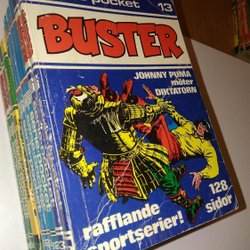 pocket
13
BUSTER
JOHNNY PUMA
möter
DIKTATORN
rafflande
sportserier!
128
sidor